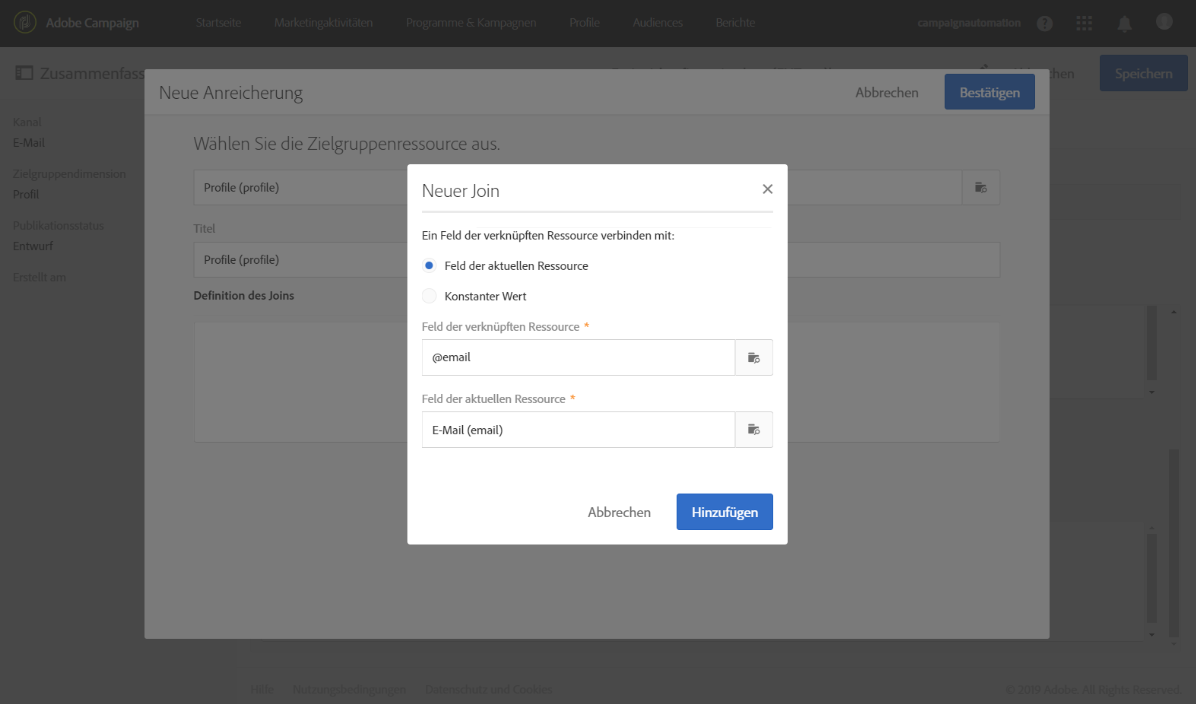 Adobe Campaign
Startseite
Marketingaktivitäten
Programme & Kampagnen
Profile
Audiences
Berichte
campaignautomation
Zusammenfass
chen
Speichern
Neue Anreicherung
Abbrechen
Bestätigen
Kanal
E-Mail
Zielgruppendimension
Profil
Publikationsstatus
Entwurf
Erstellt am
Wählen Sie die Zielgruppenressource aus.
Profile (profile)
Titel
Profile (profile)
Definition des Joins
Neuer Join
Ein Feld der verknüpften Ressource verbinden mit:
Feld der aktuellen Ressource
Konstanter Wert
Feld der verknüpften Ressource *
@email
Feld der aktuellen Ressource *
E-Mail (email)
Abbrechen
Hinzufügen
Hilfe
Nutzungsbedingungen
Datenschutz und Cookies
© 2019 Adobe. All Rights Reserved.